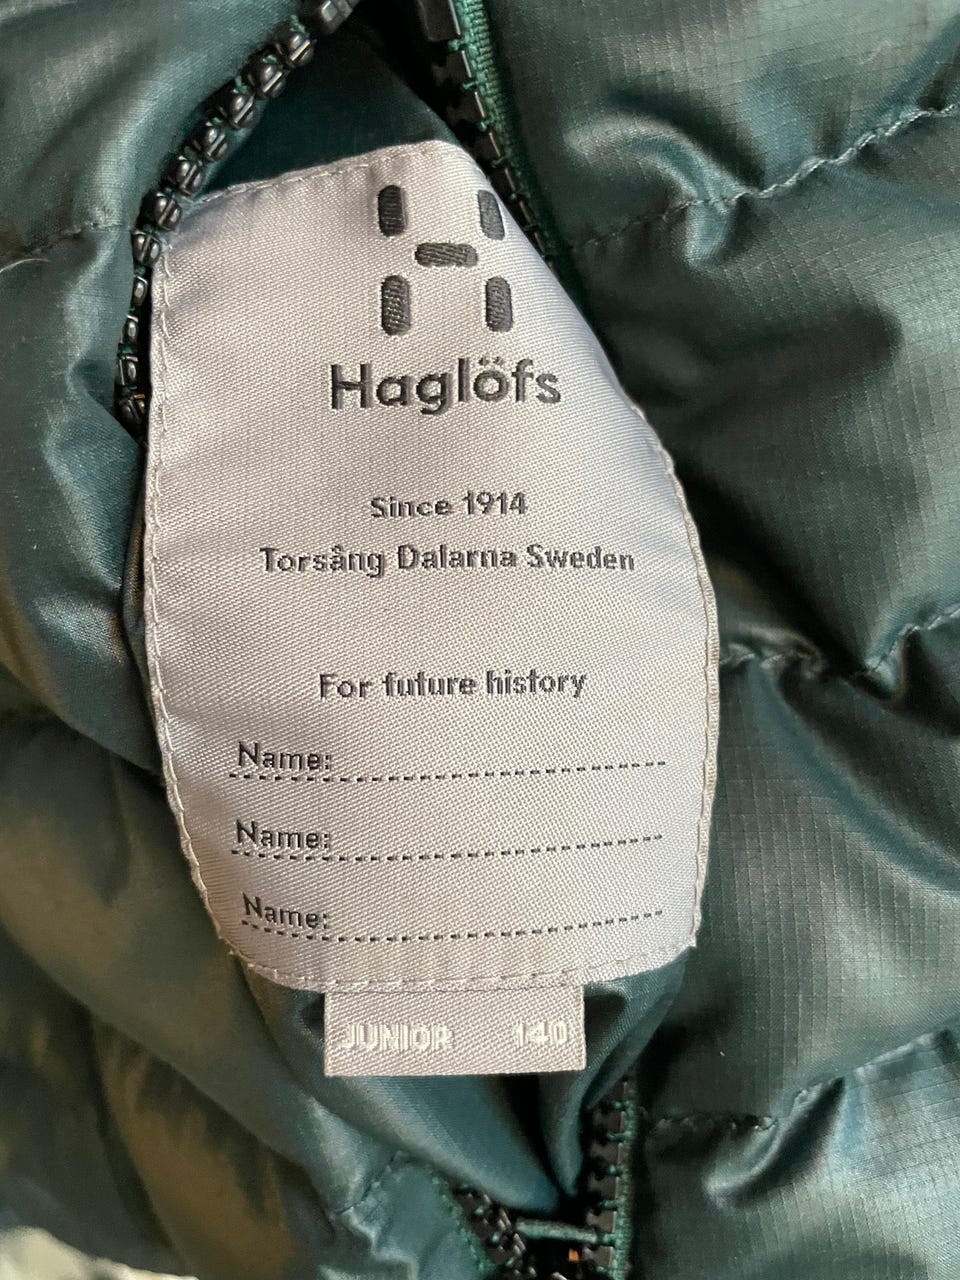 Haglöfs
Since 1914
Torsång Dalarna Sweden
For future history
Name:
Name:
Name:
JUNIOR 140